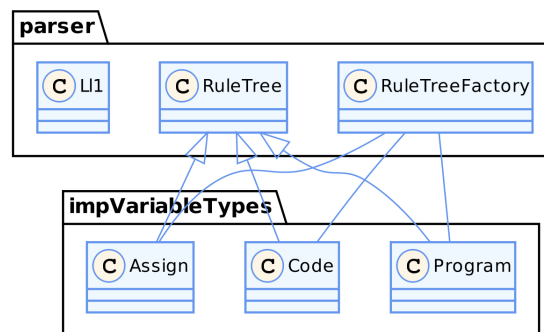 parser
C Ll1
C RuleTree
C RuleTreeFactory
impVariableTypes
C Assign
C Code
C Program